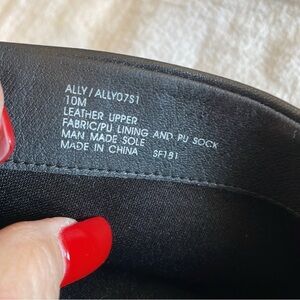 ALLY/ALLY07S1
10M
LEATHER UPPER
FABRIC/PU LINING AND PU SOCK
MAN MADE SOLE
MADE IN CHINA SF181